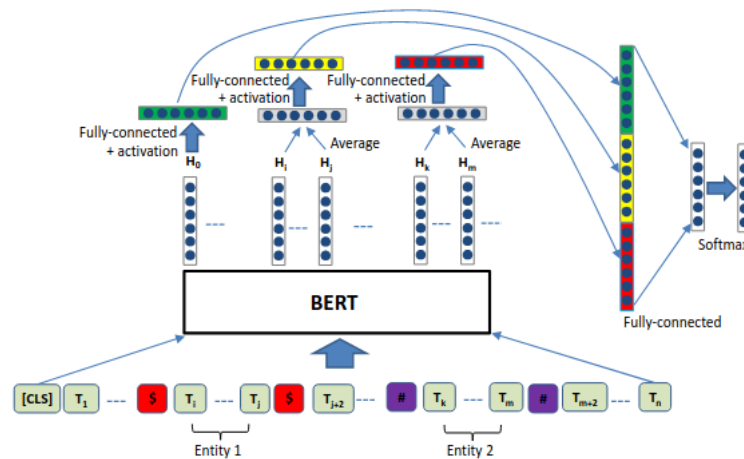 Fully-connected
+ activation
Fully-connected
+ activation
Fully-connected
+ activation
Average
Average
H0
Hi
Hj
Hk
Hm
Softmax
BERT
Fully-connected
[CLS] T1 ---- $ Ti ---- Tj $ Tj+2 ---- # Tk ---- Tm # Tm+2 ---- Tn
Entity 1
Entity 2